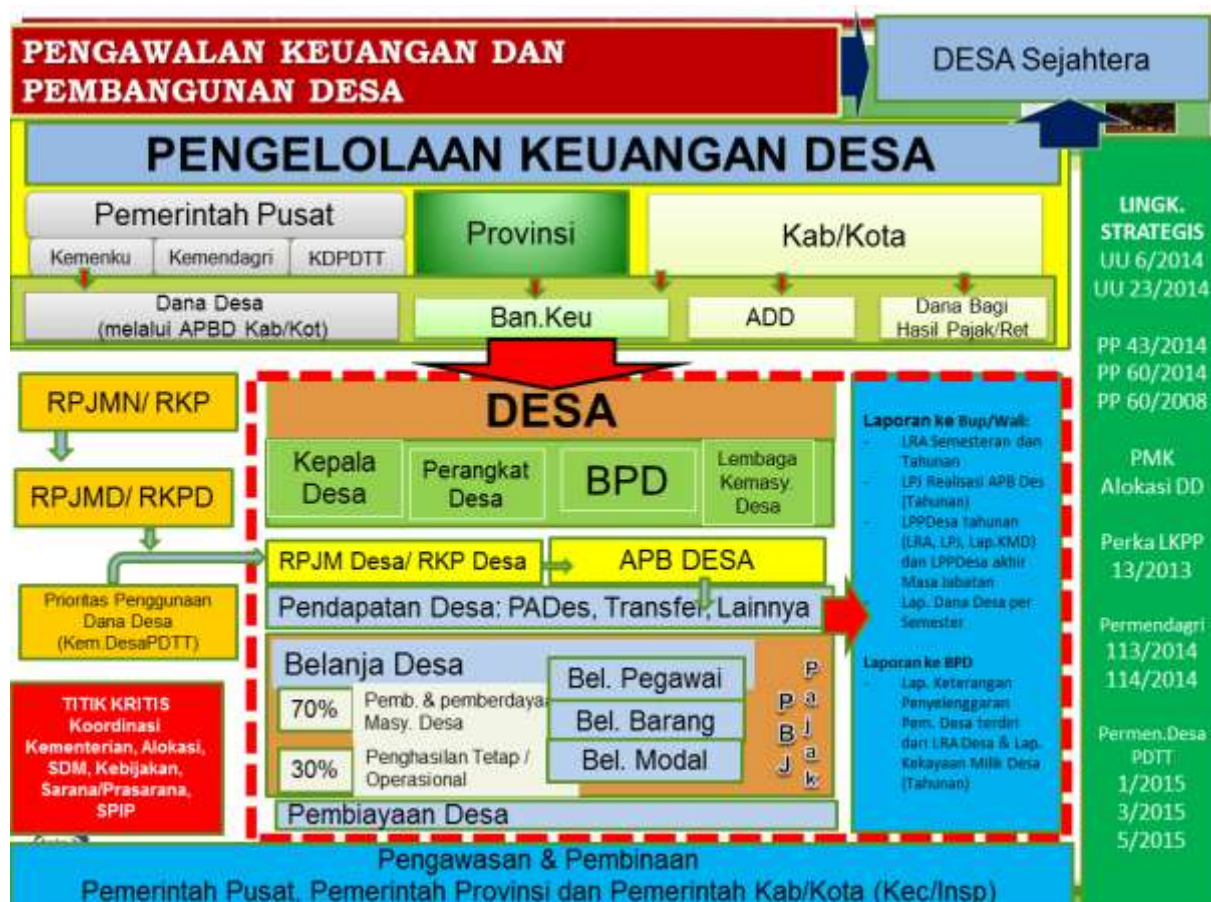 PENGAWALAN KEUANGAN DAN
PEMBANGUNAN DESA
DESA Sejahtera
PENGELOLAAN KEUANGAN DESA
Pemerintah Pusat
Kemenku
Kemendagri
KDPDTT
Provinsi
Kab/Kota
Dana Desa
(melalui APBD Kab/Kot)
Ban.Keu
ADD
Dana Bagi
Hasil Pajak/Ret
LINGK.
STRATEGIS
UU 6/2014
UU 23/2014
PP 43/2014
PP 60/2014
PP 60/2008
PMK
Alokasi DD
Perka LKPP
13/2013
Permendagri
113/2014
114/2014
Permen.Desa
PDTT
1/2015
3/2015
5/2015
RPJMN/ RKP
RPJMD/ RKPD
Prioritas Penggunaan
Dana Desa
(Kem.DesaPDTT)
TITIK KRITIS
Koordinasi
Kementerian, Alokasi,
SDM, Kebijakan,
Sarana/Prasarana,
SPIP
DESA
Kepala
Desa
Perangkat
Desa
BPD
Lembaga
Kemasy.
Desa
RPJM Desa/ RKP Desa
APB DESA
Pendapatan Desa: PADes, Transfer, Lainnya
Belanja Desa
70%
Pemb. & pemberdaya
Masy. Desa
30%
Penghasilan Tetap /
Operasional
Bel. Pegawai
Bel. Barang
Bel. Modal
PBJ
Pajak
Pembiayaan Desa
Laporan ke Bup/Wali:
- LRA Semesteran dan
Tahunan
- LPJ Realisasi APB Des
(Tahunan)
- LPPDesa tahunan
(LRA, LPJ, Lap.KMD)
dan LPPDesa akhir
Masa Jabatan
Lap. Dana Desa per
Semester
Laporan ke BPD
- Lap. Keterangan
Penyelenggaran
Pem. Desa terdiri
dari LRA Desa & Lap.
Kekayaan Milik Desa
(Tahunan)
Pengawasan & Pembinaan
Pemerintah Pusat, Pemerintah Provinsi dan Pemerintah Kab/Kota (Kec/Insp)